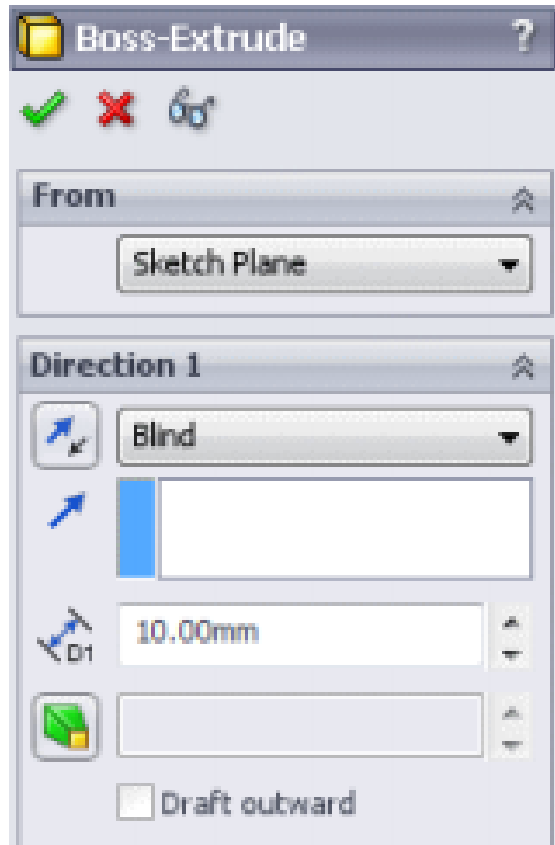 Boss-Extrude ?
From
Sketch Plane
Direction 1
Blind
D1 10.00mm
Draft outward